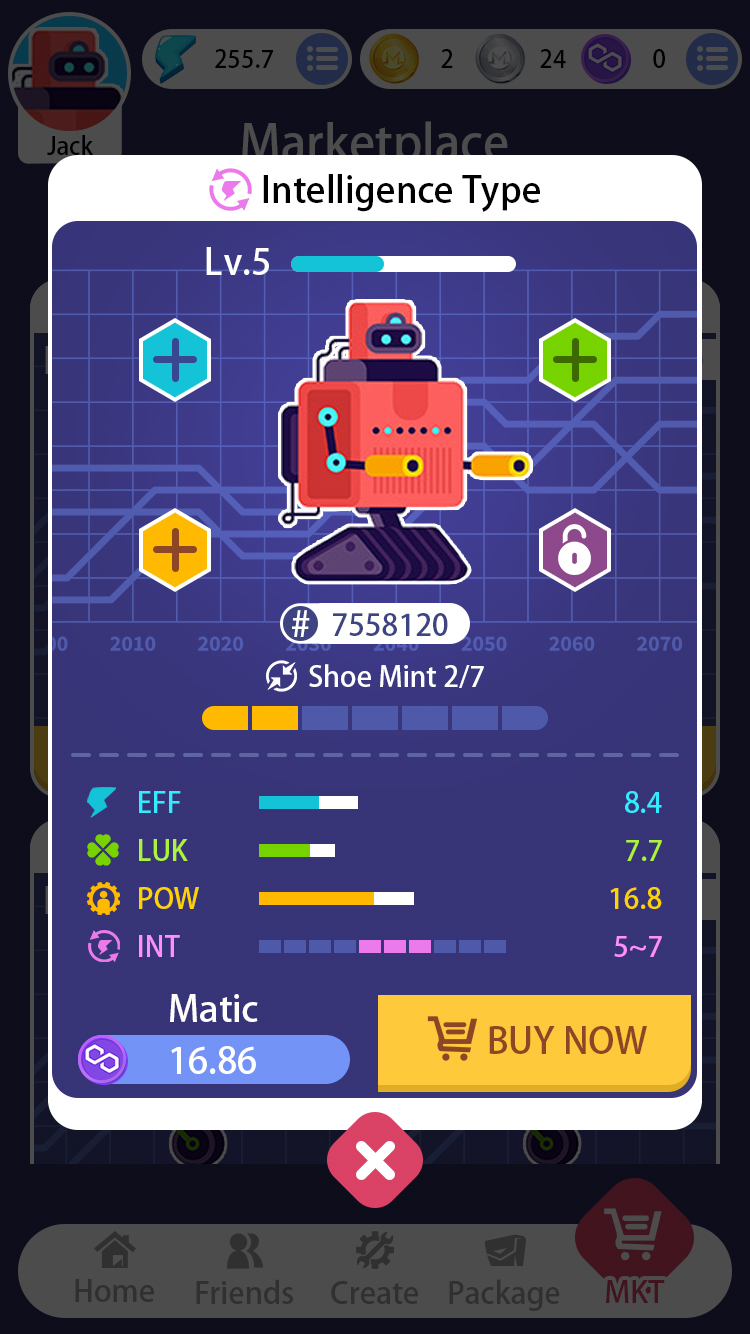 255.7
2
24
0
Jack
Marketplace
Intelligence Type
Lv.5
# 7558120
2010 2020 2030 2040 2050 2060 2070
Shoe Mint 2/7
EFF 8.4
LUK 7.7
POW 16.8
INT 5~7
Matic
16.86
BUY NOW
Home Friends Create Package MKT